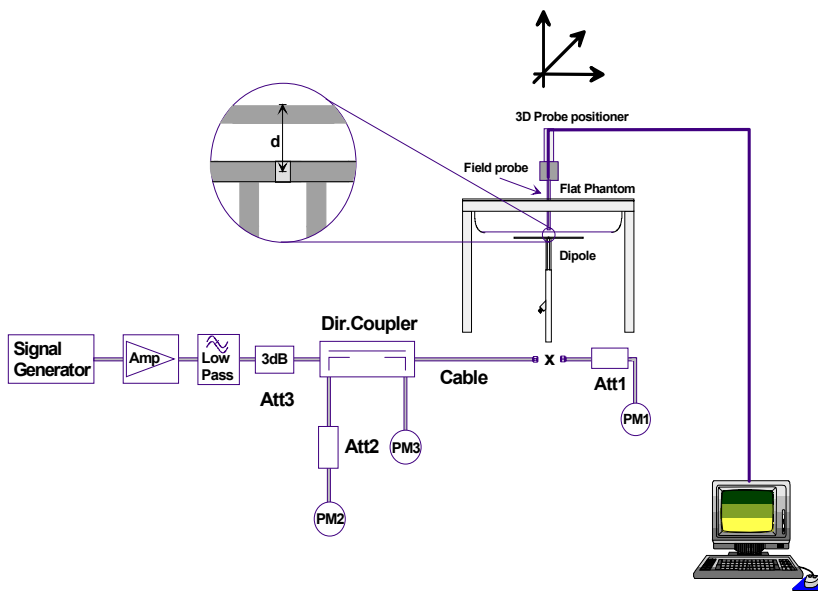 3D Probe positioner
d
Field probe
Flat Phantom
Dipole
Dir.Coupler
Signal
Generator
Amp
Low
Pass
3dB
Cable
x
Att3
Att1
PM1
Att2
PM3
PM2